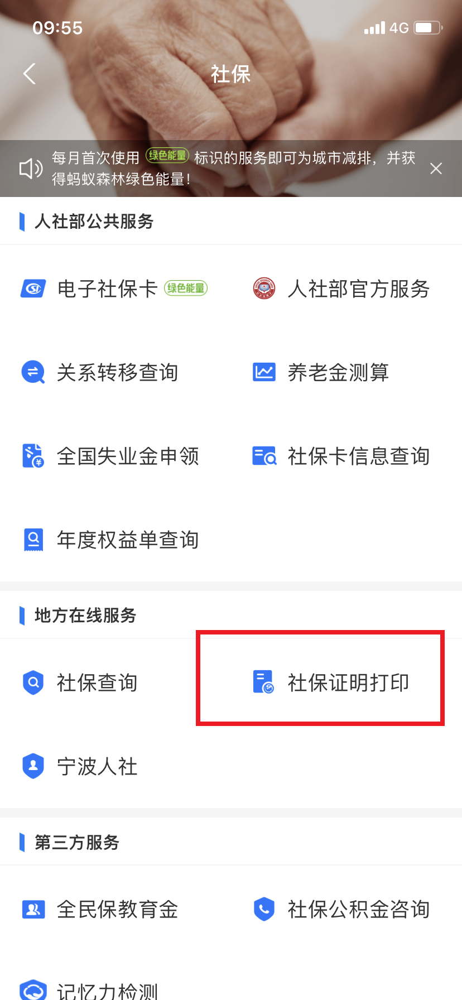 09:55
4G
社保
每月首次使用 绿色能量 标识的服务即可为城市减排，并获
得蚂蚁森林绿色能量！
人社部公共服务
电子社保卡 绿色能量
人社部官方服务
关系转移查询
养老金测算
全国失业金申领
社保卡信息查询
年度权益单查询
地方在线服务
社保查询
社保证明打印
宁波人社
第三方服务
全民保教育金
社保公积金咨询
记忆力检测